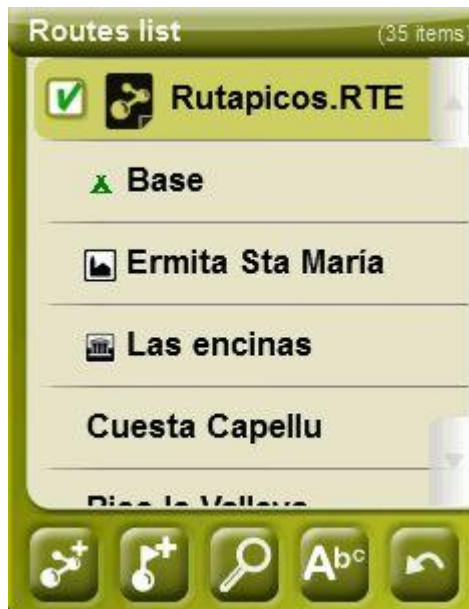 Routes list (35 items)
Rutapicos.RTE
Base
Ermita Sta María
Las encinas
Cuesta Capellu
Abc